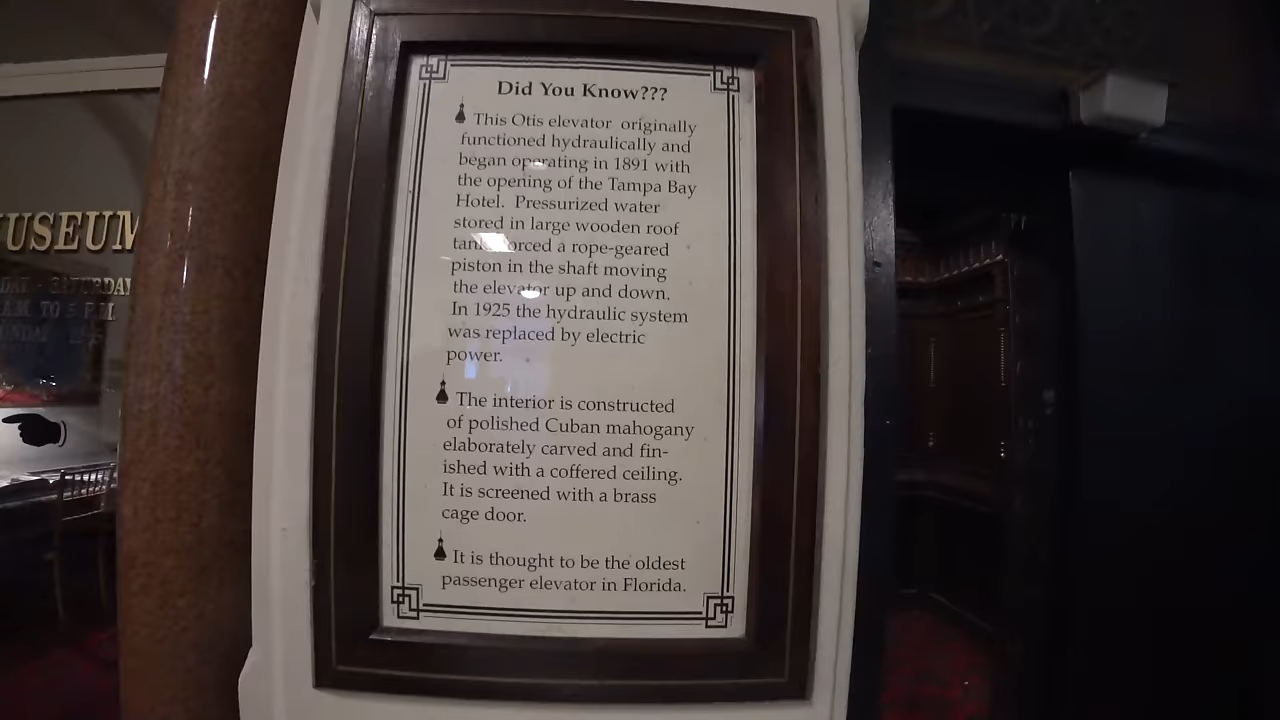 Did You Know???
This Otis elevator originally
functioned hydraulically and
began operating in 1891 with
the opening of the Tampa Bay
Hotel. Pressurized water
stored in large wooden roof
forced a rope-geared
piston in the shaft moving
the elevator up and down.
In 1925 the hydraulic system
was replaced by electric
power.
The interior is constructed
of polished Cuban mahogany
elaborately carved and fin-
ished with a coffered ceiling.
It is screened with a brass
cage door.
It is thought to be the oldest
passenger elevator in Florida.
USEUM
- SATURDAY
A.M. TO 5 P.M.